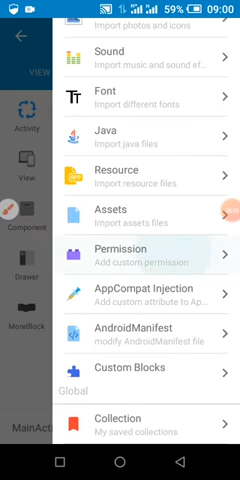 59% 09:00
Import photos and icons
VIEW
Sound
Import music and sound ef...
Font
Import different fonts
Activity
Java
Import java files
View
Resource
Import resource files
Assets
Import assets files
Component
Permission
Add custom permission
Drawer
AppCompat Injection
Add custom attribute to Ap...
MoreBlock
AndroidManifest
modify AndroidManifest file
Custom Blocks
Global
Collection
My saved collections
MainActi